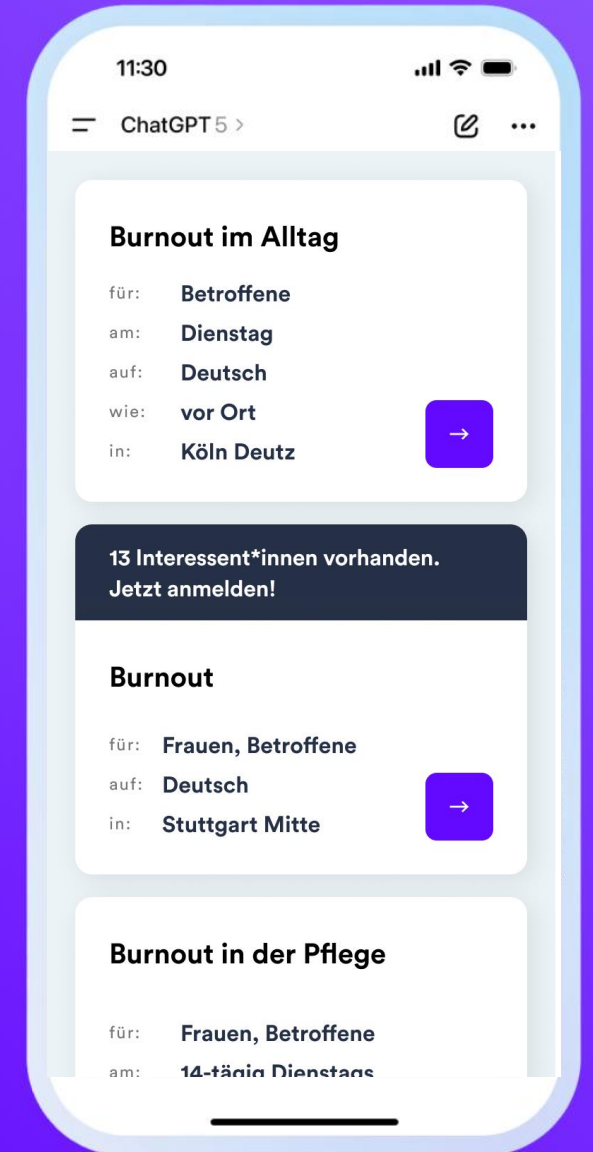 11:30
ChatGPT 5 >
Burnout im Alltag
für: Betroffene
am: Dienstag
auf: Deutsch
wie: vor Ort
in: Köln Deutz
→
13 Interessent*innen vorhanden.
Jetzt anmelden!
Burnout
für: Frauen, Betroffene
auf: Deutsch
in: Stuttgart Mitte
→
Burnout in der Pflege
für: Frauen, Betroffene
am: 14-tägig Dienstags